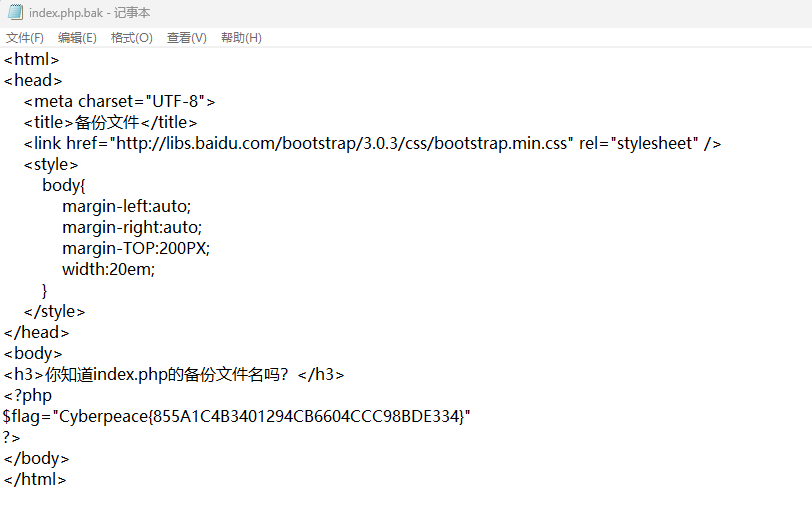 index.php.bak - 记事本
文件(F) 编辑(E) 格式(O) 查看(V) 帮助(H)
<html>
<head>
    <meta charset="UTF-8">
    <title>备份文件</title>
    <link href="http://libs.baidu.com/bootstrap/3.0.3/css/bootstrap.min.css" rel="stylesheet" />
    <style>
        body{
            margin-left:auto;
            margin-right:auto;
            margin-TOP:200PX;
            width:20em;
        }
    </style>
</head>
<body>
<h3>你知道index.php的备份文件名吗？</h3>
<?php
$flag="Cyberpeace{855A1C4B3401294CB6604CCC98BDE334}"
?>
</body>
</html>